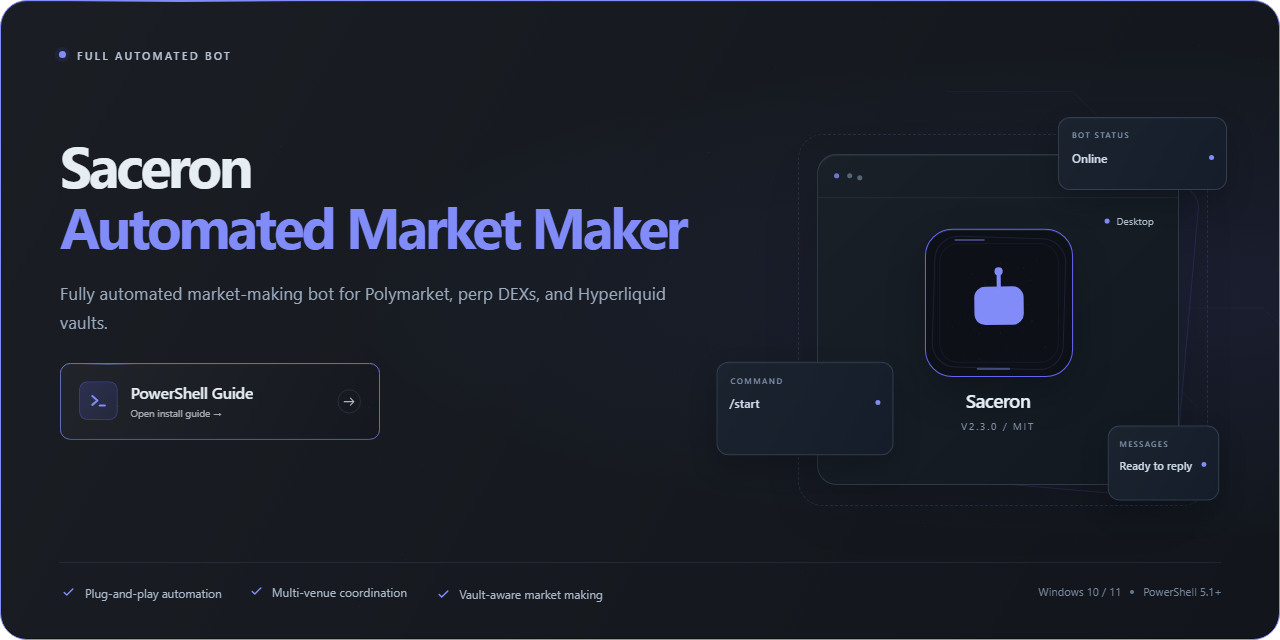 FULL AUTOMATED BOT
Saceron
Automated Market Maker
Fully automated market-making bot for Polymarket, perp DEXs, and Hyperliquid
vaults.
PowerShell Guide
Open install guide →
→
BOT STATUS
Online
Desktop
COMMAND
/start
Saceron
V2.3.0 / MIT
MESSAGES
Ready to reply
Plug-and-play automation
Multi-venue coordination
Vault-aware market making
Windows 10 / 11 • PowerShell 5.1+